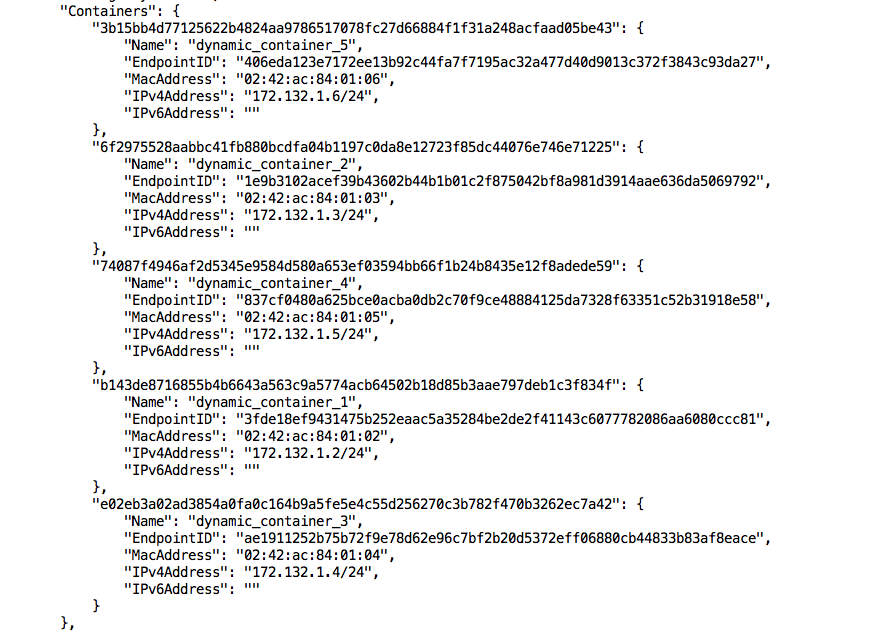 "Containers": {
"3b15bb4d77125622b4824aa9786517078fc27d66884f1f31a248acfaad05be43": {
"Name": "dynamic_container_5",
"EndpointID": "406eda123e7172ee13b92c44fa7f7195ac32a477d40d9013c372f3843c93da27",
"MacAddress": "02:42:ac:84:01:06",
"IPv4Address": "172.132.1.6/24",
"IPv6Address": ""
},
"6f2975528aabbc41fb880bcdfa04b1197c0da8e12723f85dc44076e746e71225": {
"Name": "dynamic_container_2",
"EndpointID": "1e9b3102acef39b43602b44b1b01c2f875042bf8a981d3914aae636da5069792",
"MacAddress": "02:42:ac:84:01:03",
"IPv4Address": "172.132.1.3/24",
"IPv6Address": ""
},
"74087f4946af2d5345e9584d580a653ef03594bb66f1b24b8435e12f8adede59": {
"Name": "dynamic_container_4",
"EndpointID": "837cf0480a625bce0acba0db2c70f9ce48884125da7328f63351c52b31918e58",
"MacAddress": "02:42:ac:84:01:05",
"IPv4Address": "172.132.1.5/24",
"IPv6Address": ""
},
"b143de8716855b4b6643a563c9a5774acb64502b18d85b3aae797deb1c3f834f": {
"Name": "dynamic_container_1",
"EndpointID": "3fde18ef9431475b252eaac5a35284be2de2f41143c6077782086aa6080ccc81",
"MacAddress": "02:42:ac:84:01:02",
"IPv4Address": "172.132.1.2/24",
"IPv6Address": ""
},
"e02eb3a02ad3854a0fa0c164b9a5fe5e4c55d256270c3b782f470b3262ec7a42": {
"Name": "dynamic_container_3",
"EndpointID": "ae1911252b75b72f9e78d62e96c7bf2b20d5372eff06880cb44833b83af8eace",
"MacAddress": "02:42:ac:84:01:04",
"IPv4Address": "172.132.1.4/24",
"IPv6Address": ""
}
},